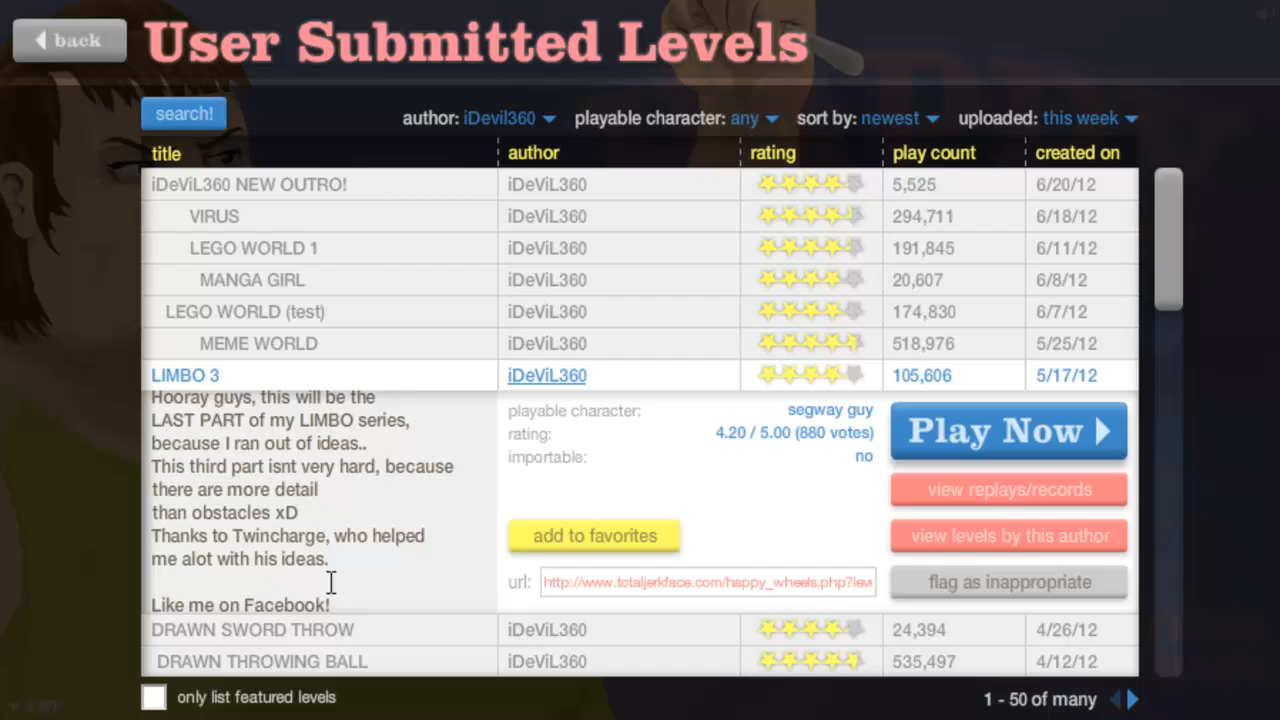 back
User Submitted Levels
search!
author: iDevil360
playable character: any
sort by: newest
uploaded: this week
title
author
rating
play count
created on
iDeViL360 NEW OUTRO!
iDeViL360
5,525
6/20/12
VIRUS
iDeViL360
294,711
6/18/12
LEGO WORLD 1
iDeViL360
191,845
6/11/12
MANGA GIRL
iDeViL360
20,607
6/8/12
LEGO WORLD (test)
iDeViL360
174,830
6/7/12
MEME WORLD
iDeViL360
518,976
5/25/12
LIMBO 3
iDeViL360
105,606
5/17/12
Hooray guys, this will be the
LAST PART of my LIMBO series,
because I ran out of ideas..
This third part isnt very hard, because
there are more detail
than obstacles xD
Thanks to Twincharge, who helped
me alot with his ideas.
Like me on Facebook!
playable character: segway guy
rating: 4.20 / 5.00 (880 votes)
importable: no
add to favorites
url: http://www.totaljerkface.com/happy_wheels.php?lev
Play Now
view replays/records
view levels by this author
flag as inappropriate
DRAWN SWORD THROW
iDeViL360
24,394
4/26/12
DRAWN THROWING BALL
iDeViL360
535,497
4/12/12
only list featured levels
1 - 50 of many